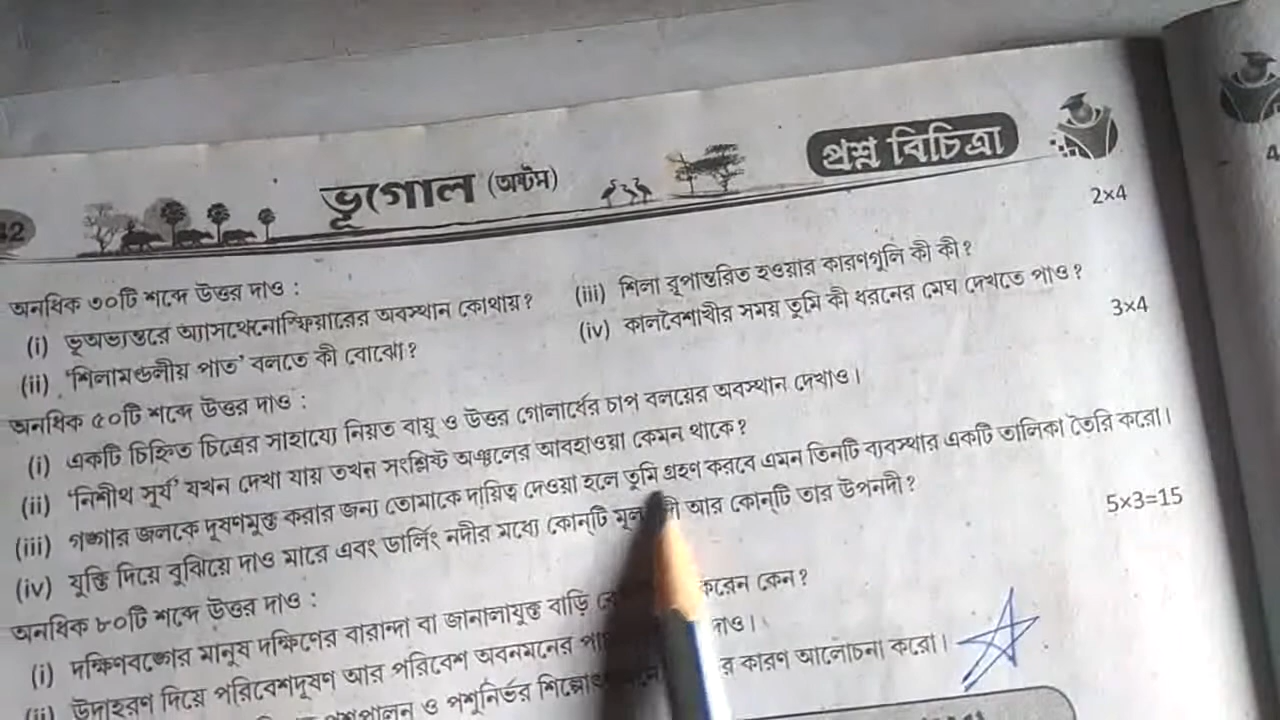 ভূগোল (অষ্টম)
প্রশ্ন বিচিত্রা
2×4
অনধিক ৩০টি শব্দে উত্তর দাও :
(i) ভূঅভ্যন্তরে অ্যাসথেনোস্ফিয়ারের অবস্থান কোথায়? (iii) শিলা রূপান্তরিত হওয়ার কারণগুলি কী কী?
(ii) 'শিলামণ্ডলীয় পাত' বলতে কী বোঝো? (iv) কালবৈশাখীর সময় তুমি কী ধরনের মেঘ দেখতে পাও?
অনধিক ৫০টি শব্দে উত্তর দাও : 3×4
(i) একটি চিহ্নিত চিত্রের সাহায্যে নিয়ত বায়ু ও উত্তর গোলার্ধের চাপ বলয়ের অবস্থান দেখাও।
(ii) 'নিশীথ সূর্য' যখন দেখা যায় তখন সংশ্লিষ্ট অঞ্চলের আবহাওয়া কেমন থাকে?
(iii) গঙ্গার জলকে দূষণমুক্ত করার জন্য তোমাকে দায়িত্ব দেওয়া হলে তুমি গ্রহণ করবে এমন তিনটি ব্যবস্থার একটি তালিকা তৈরি করো।
(iv) যুক্তি দিয়ে বুঝিয়ে দাও মারে এবং ডার্লিং নদীর মধ্যে কোন্‌টি আর কোন্‌টি তার উপনদী?
অনধিক ৮০টি শব্দে উত্তর দাও : 5×3=15
(i) দক্ষিণবঙ্গের মানুষ দক্ষিণের বারান্দা বা জানালাযুক্ত বাড়ি করেন কেন?
(ii) উদাহরণ দিয়ে পরিবেশদূষণ আর পরিবেশ অবনমনের দাও।
পশুপালন ও পশুনির্ভর কারণ আলোচনা করো।